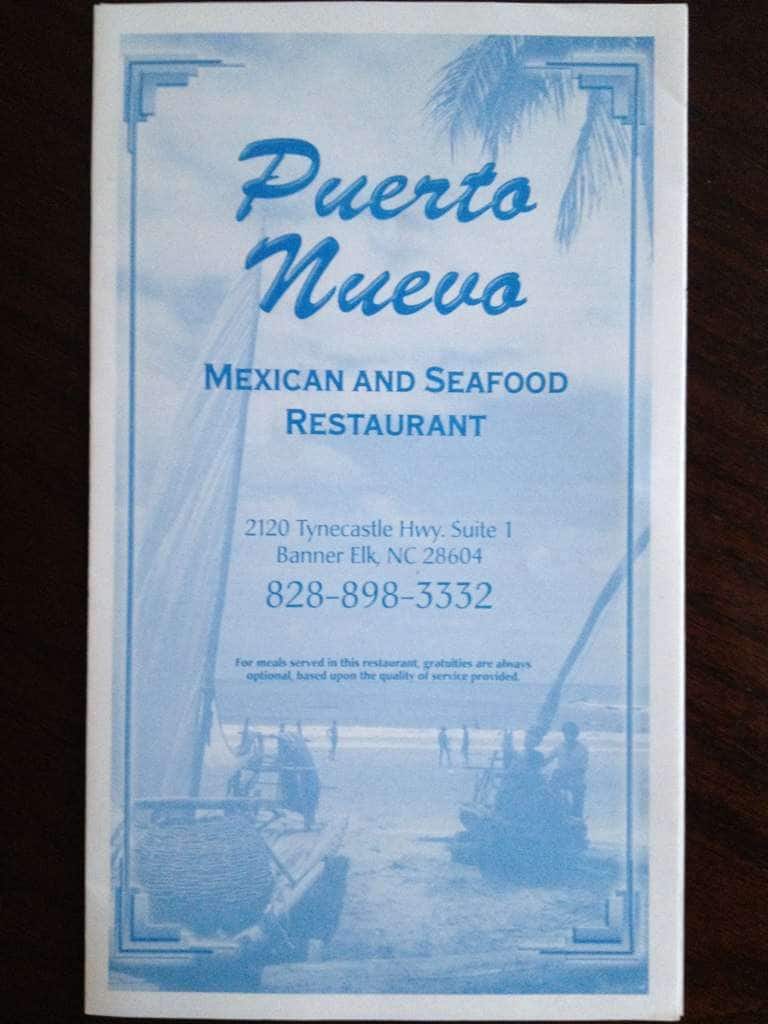 Puerto
Nuevo
MEXICAN AND SEAFOOD
RESTAURANT
2120 Tynecastle Hwy. Suite 1
Banner Elk, NC 28604
828-898-3332
For meals served in this restaurant, gratuities are always
optional, based upon the quality of service provided.